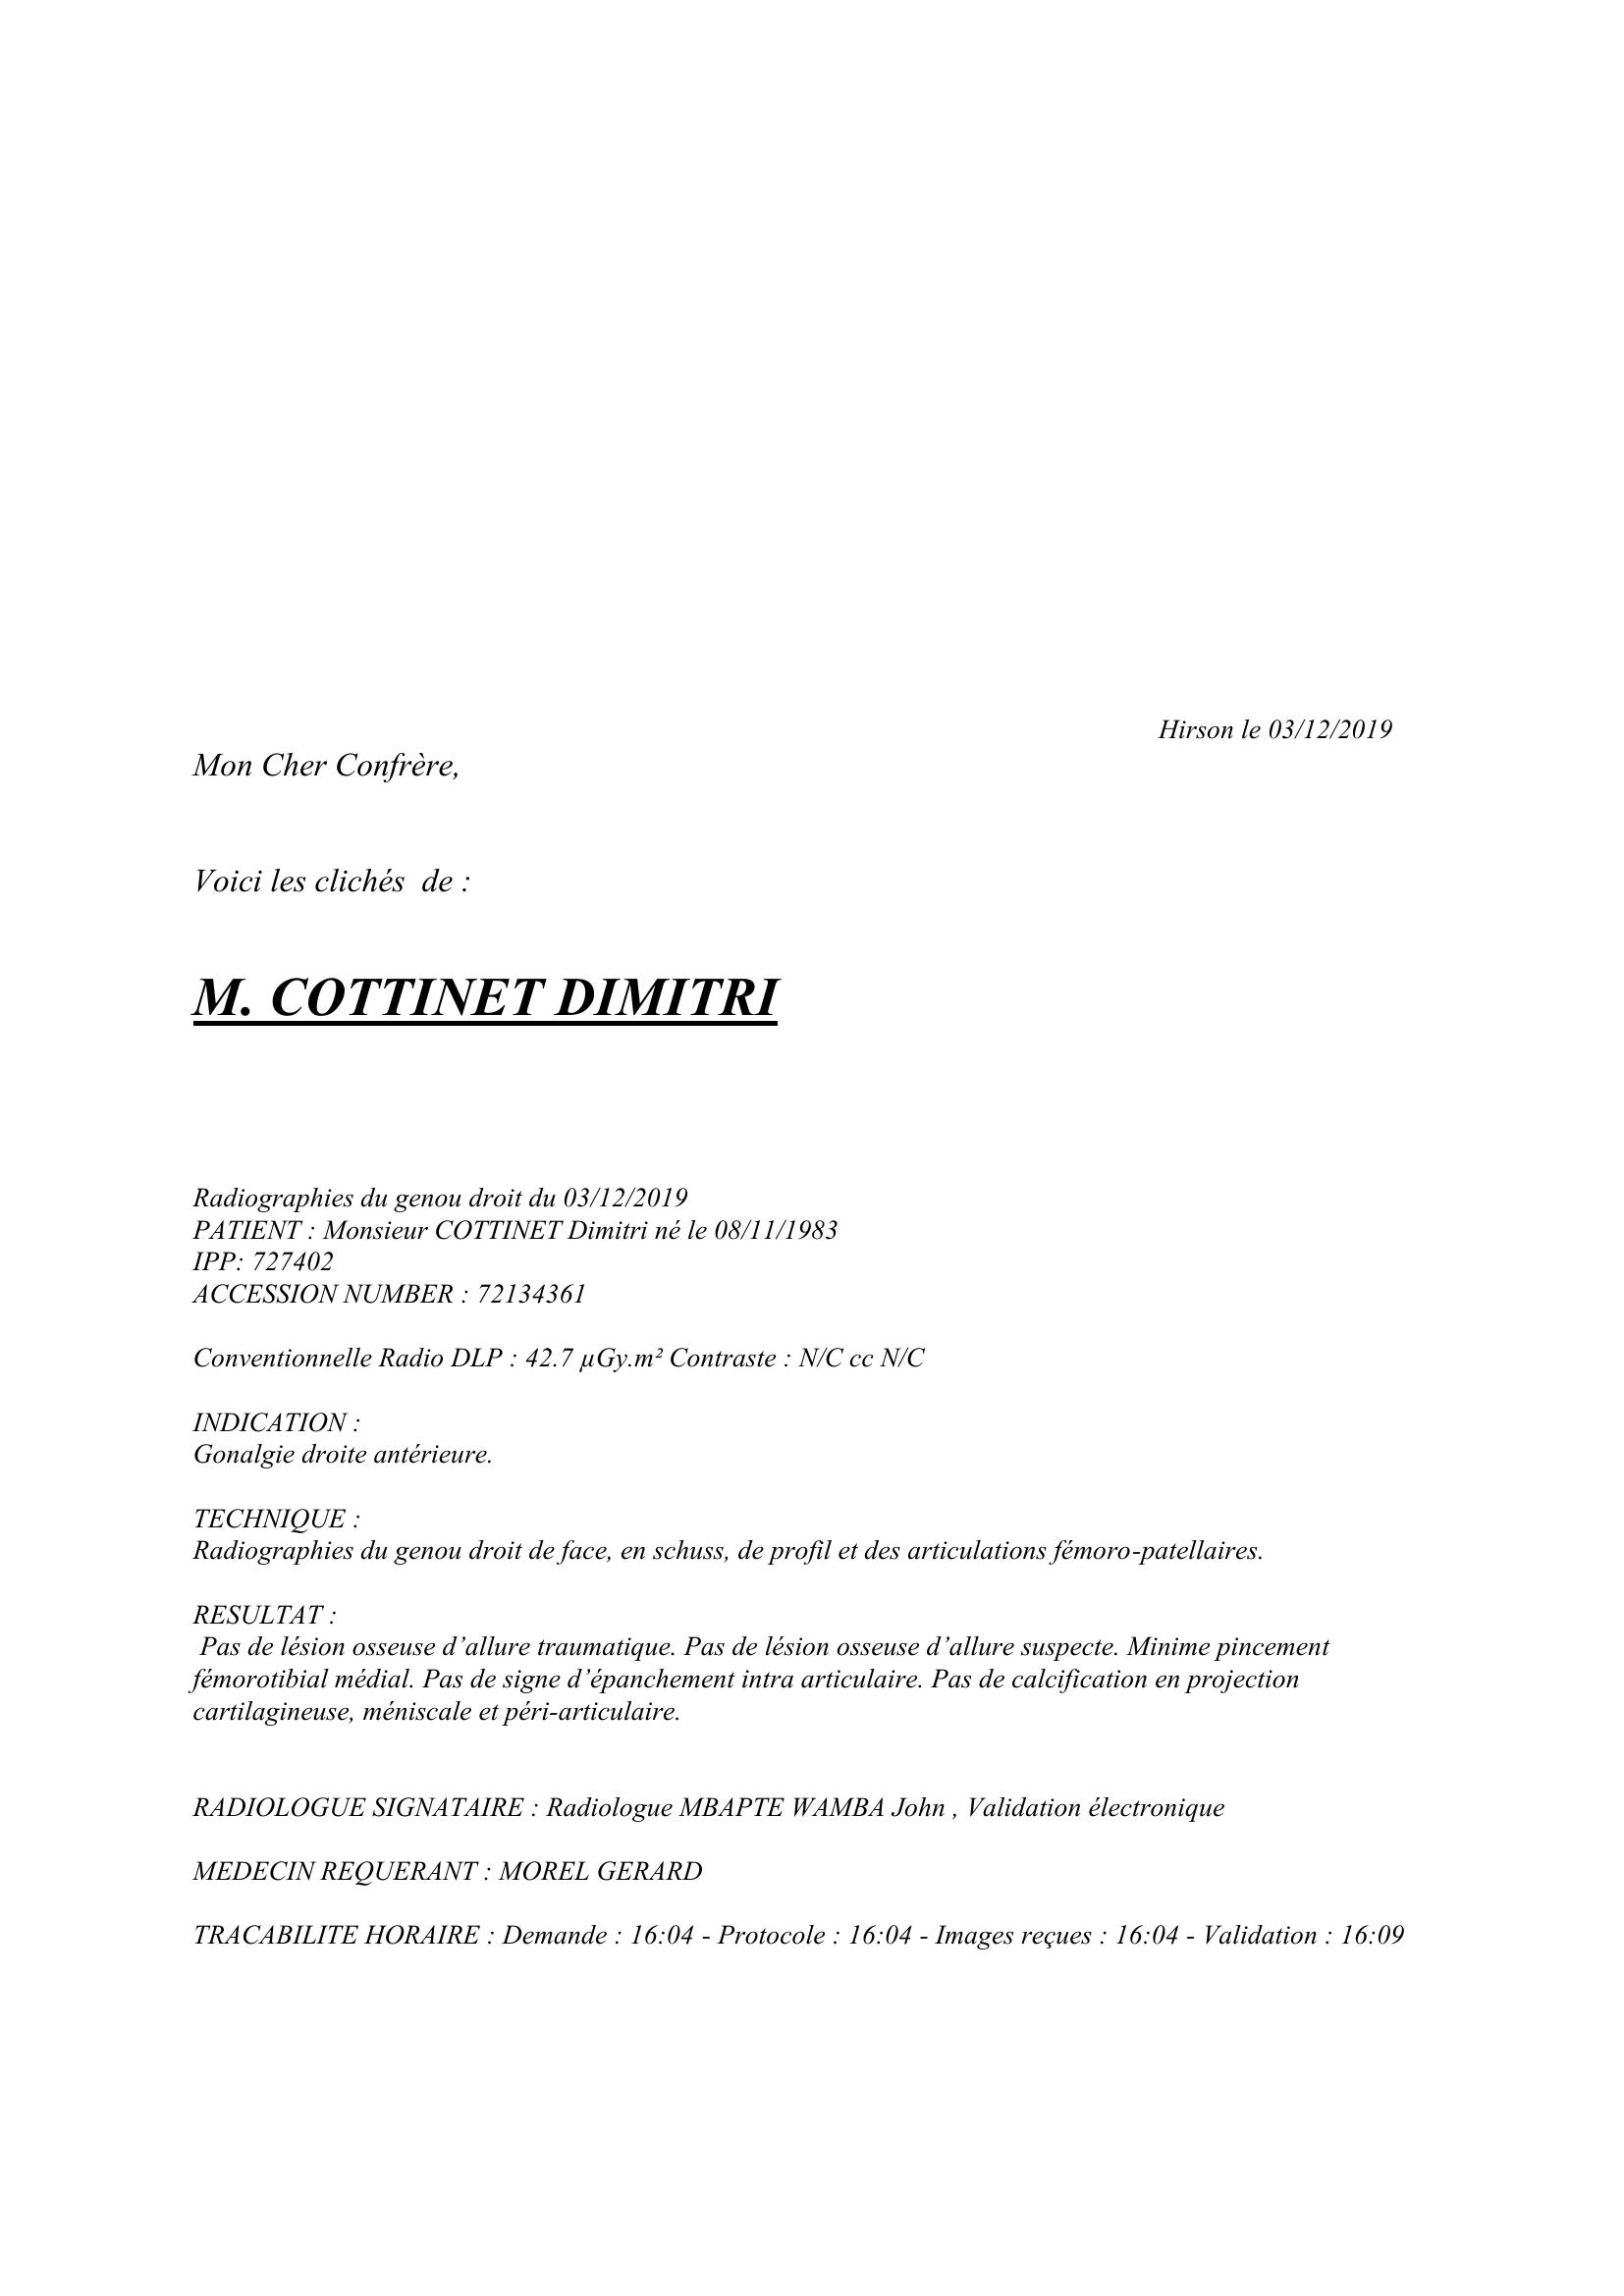 Hirson le 03/12/2019
Mon Cher Confrère,
Voici les clichés  de :
M. COTTINET DIMITRI
Radiographies du genou droit du 03/12/2019
PATIENT : Monsieur COTTINET Dimitri né le 08/11/1983
IPP: 727402
ACCESSION NUMBER : 72134361
Conventionnelle Radio DLP : 42.7 µGy.m² Contraste : N/C cc N/C
INDICATION :
Gonalgie droite antérieure.
TECHNIQUE :
Radiographies du genou droit de face, en schuss, de profil et des articulations fémoro-patellaires.
RESULTAT :
Pas de lésion osseuse d’allure traumatique. Pas de lésion osseuse d’allure suspecte. Minime pincement
fémorotibial médial. Pas de signe d’épanchement intra articulaire. Pas de calcification en projection
cartilagineuse, méniscale et péri-articulaire.
RADIOLOGUE SIGNATAIRE : Radiologue MBAPTE WAMBA John , Validation électronique
MEDECIN REQUERANT : MOREL GERARD
TRACABILITE HORAIRE : Demande : 16:04 - Protocole : 16:04 - Images reçues : 16:04 - Validation : 16:09